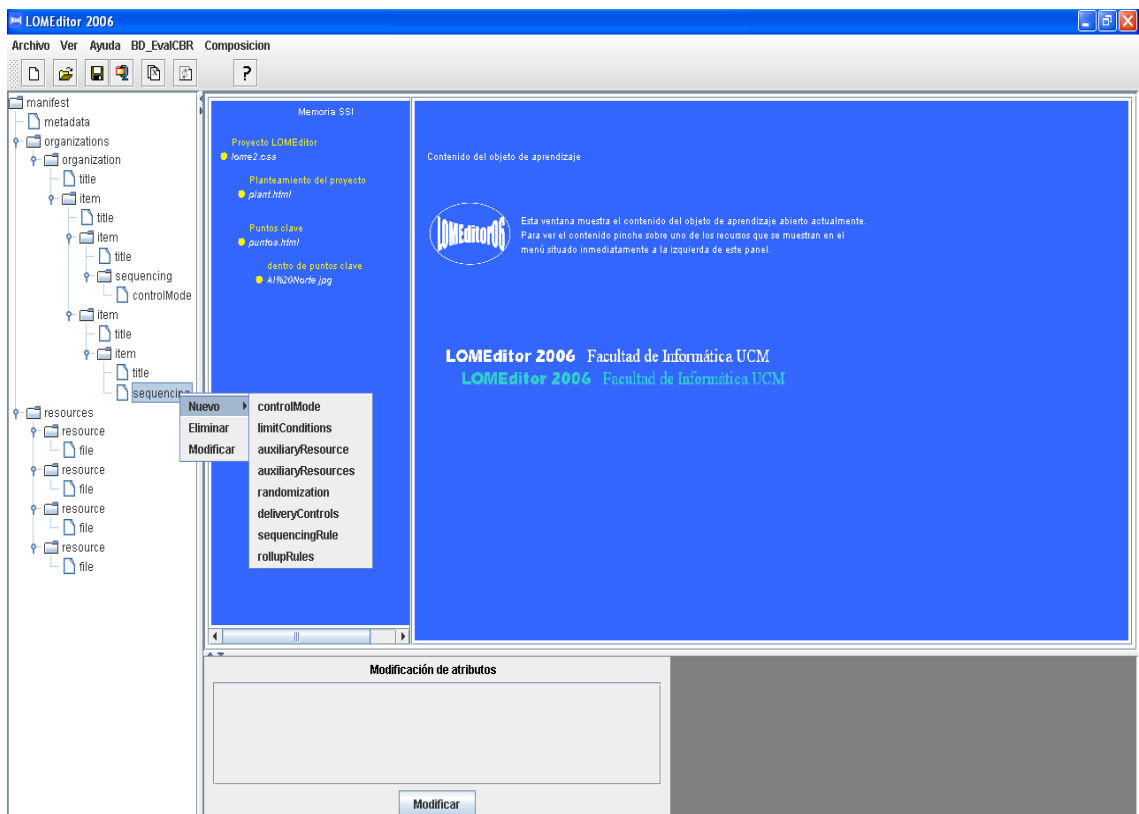 LOMEditor 2006
Archivo Ver Ayuda BD_EvalCBR Composicion
?
manifest
metadata
organizations
organization
title
item
title
item
title
sequencing
controlMode
item
title
item
title
sequencing
resources
resource
file
resource
file
resource
file
resource
file
Nuevo
Eliminar
Modificar
controlMode
limitConditions
auxiliaryResource
auxiliaryResources
randomization
deliveryControls
sequencingRule
rollupRules
Memoria SSI
Proyecto LOMEditor
lome2.css
Planteamiento del proyecto
plant.html
Puntos clave
puntos.html
dentro de puntos clave
Al%20Norte.jpg
Contenido del objeto de aprendizaje
LOMEditor06
Esta ventana muestra el contenido del objeto de aprendizaje abierto actualmente.
Para ver el contenido pinche sobre uno de los recursos que se muestran en el
menú situado inmediatamente a la izquierda de este panel.
LOMEditor 2006 Facultad de Informática UCM
LOMEditor 2006 Facultad de Informática UCM
Modificación de atributos
Modificar